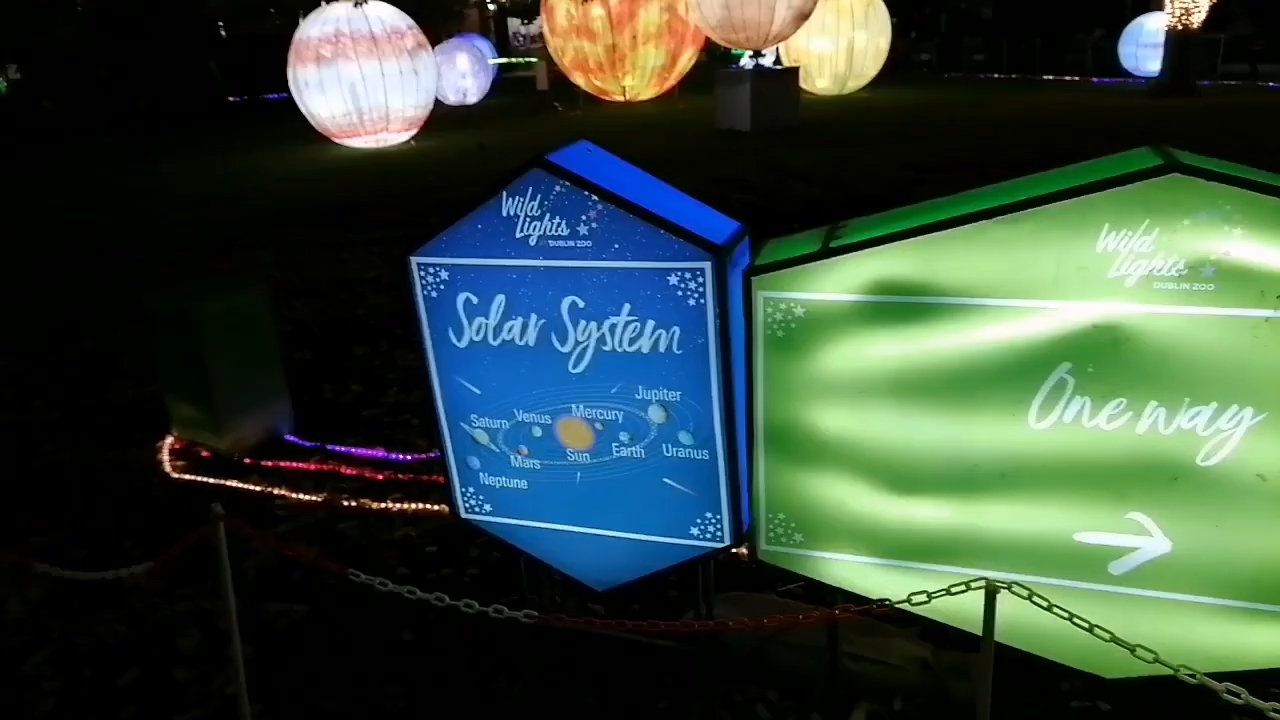 Wild
Lights
DUBLIN ZOO
Solar System
Jupiter
Saturn Venus Mercury
Mars Sun Earth Uranus
Neptune
Wild
Lights
DUBLIN ZOO
One way